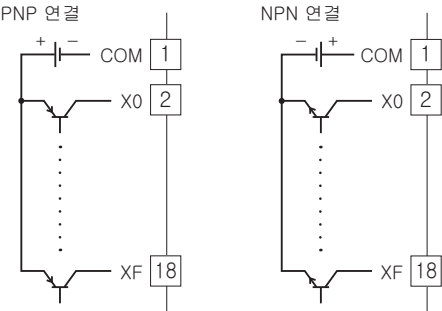 PNP 연결
+ − COM 1
X0 2
XF 18
NPN 연결
− + COM 1
X0 2
XF 18